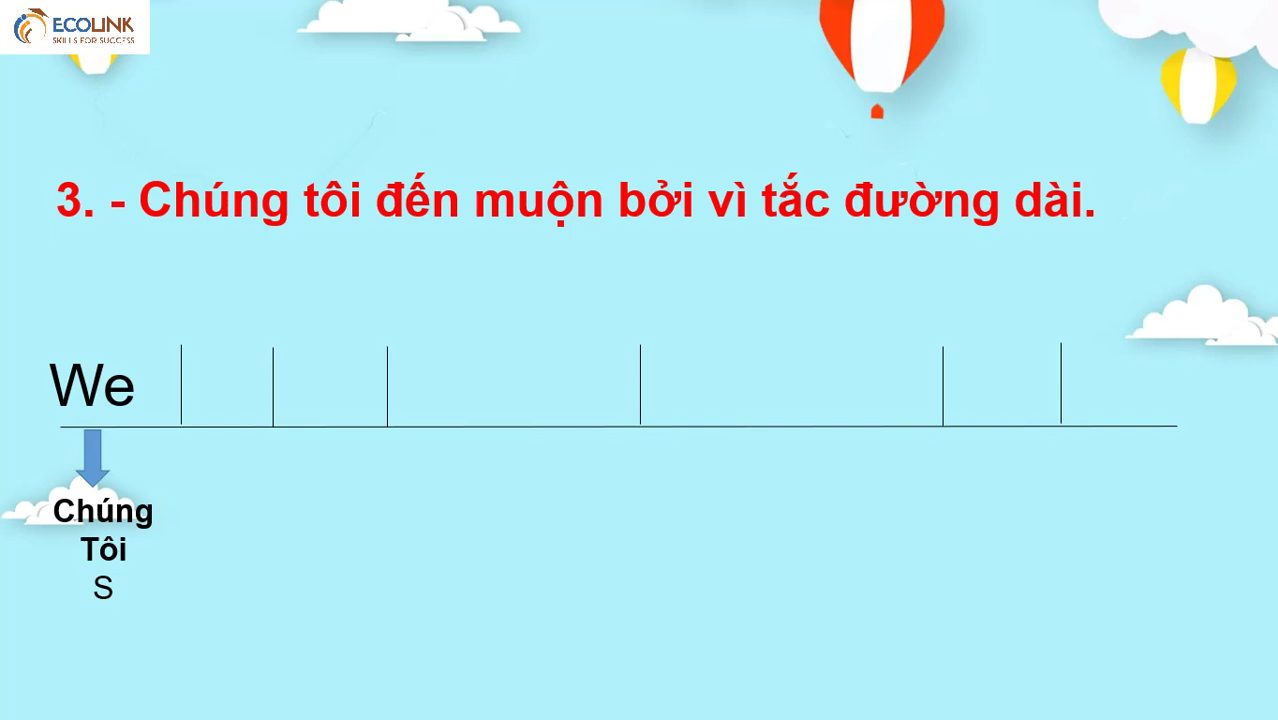 ECOLINK
SKILLS FOR SUCCESS
3. - Chúng tôi đến muộn bởi vì tắc đường dài.
We
Chúng
Tôi
S